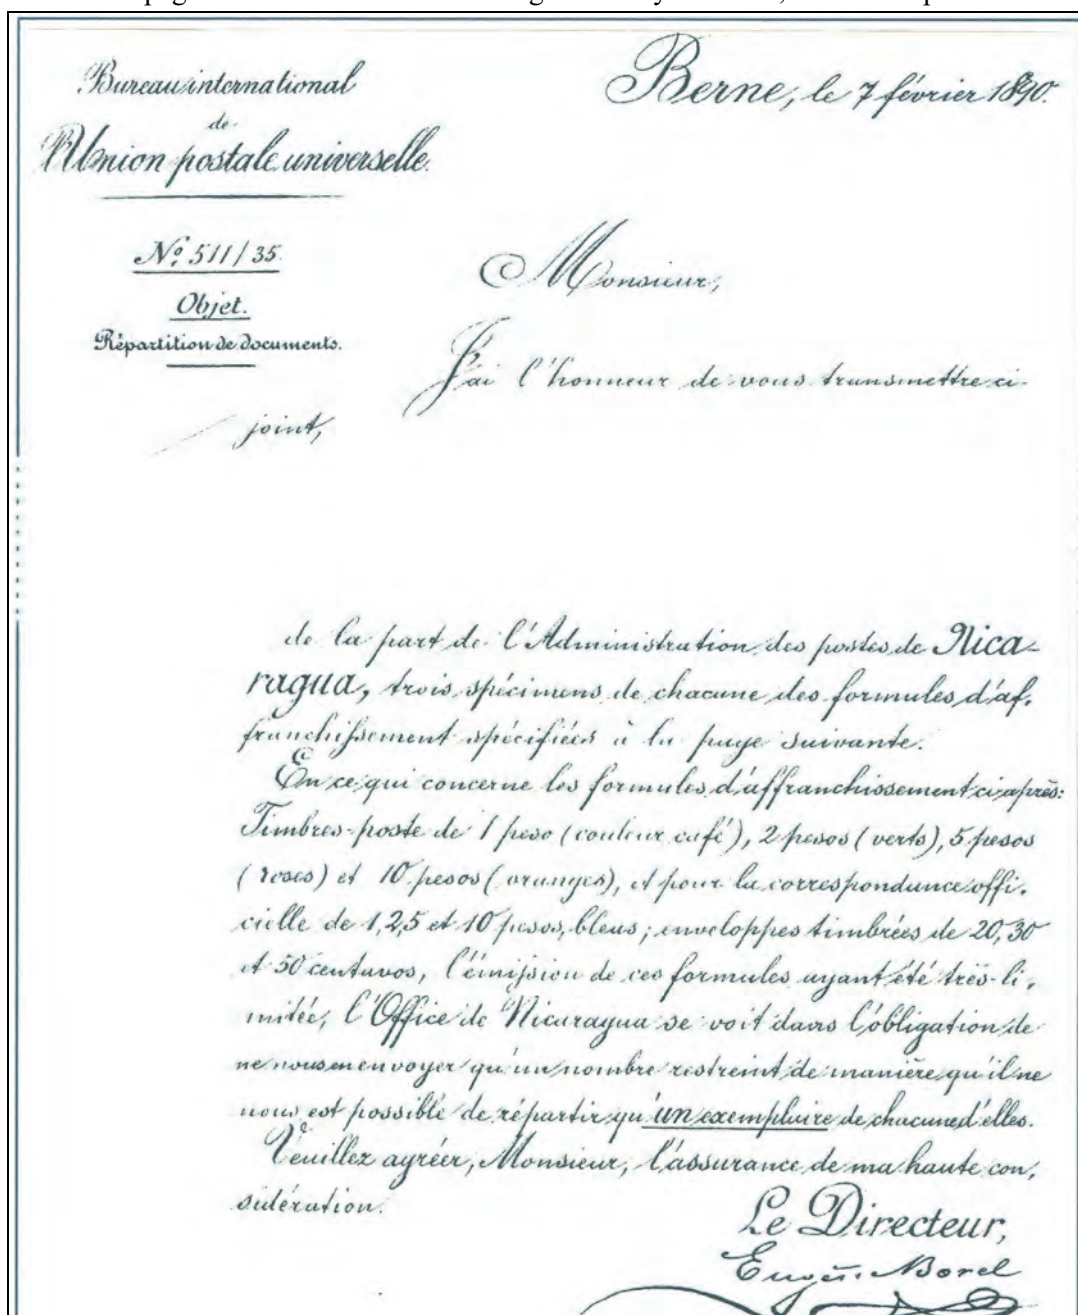 Bureau international
de
l'Union postale universelle.
Berne, le 7 février 1890.
No 511/35.
Objet.
Répartition de documents.
Monsieur,
J'ai l'honneur de vous transmettre ci-
joint,
de la part de l'Administration des postes de Nica-
ragua, trois spécimens de chacune des formules d'af-
franchissement spécifiées à la page suivante.
En ce qui concerne les formules d'affranchissement ci après:
Timbres-poste de 1 peso (couleur café), 2 pesos (verts), 5 pesos
(roses) et 10 pesos (oranges), et pour la correspondance offi-
cielle de 1,2,5 et 10 pesos, bleus; enveloppes timbrées de 20, 30
et 50 centavos, l'émission de ces formules ayant été très-li-
mitée, l'Office de Nicaragua se voit dans l'obligation de
ne nous en envoyer qu'un nombre restreint, de manière qu'il ne
nous est possible de répartir qu'un exemplaire de chacune d'elles.
Veuillez agréer, Monsieur, l'assurance de ma haute con-
sidération.
Le Directeur,
Eugène Borel